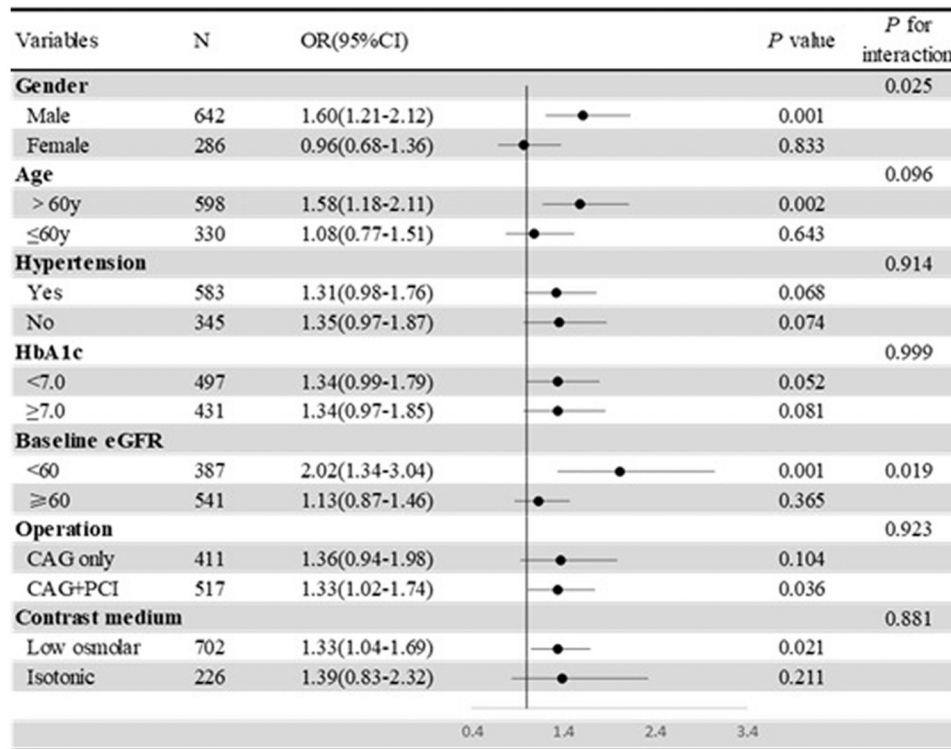 Variables N OR(95%CI) P value P for interaction
Gender 0.025
Male 642 1.60(1.21-2.12) 0.001
Female 286 0.96(0.68-1.36) 0.833
Age 0.096
> 60y 598 1.58(1.18-2.11) 0.002
≤60y 330 1.08(0.77-1.51) 0.643
Hypertension 0.914
Yes 583 1.31(0.98-1.76) 0.068
No 345 1.35(0.97-1.87) 0.074
HbA1c 0.999
<7.0 497 1.34(0.99-1.79) 0.052
≥7.0 431 1.34(0.97-1.85) 0.081
Baseline eGFR
<60 387 2.02(1.34-3.04) 0.001 0.019
≧60 541 1.13(0.87-1.46) 0.365
Operation 0.923
CAG only 411 1.36(0.94-1.98) 0.104
CAG+PCI 517 1.33(1.02-1.74) 0.036
Contrast medium 0.881
Low osmolar 702 1.33(1.04-1.69) 0.021
Isotonic 226 1.39(0.83-2.32) 0.211
0.4 1.4 2.4 3.4